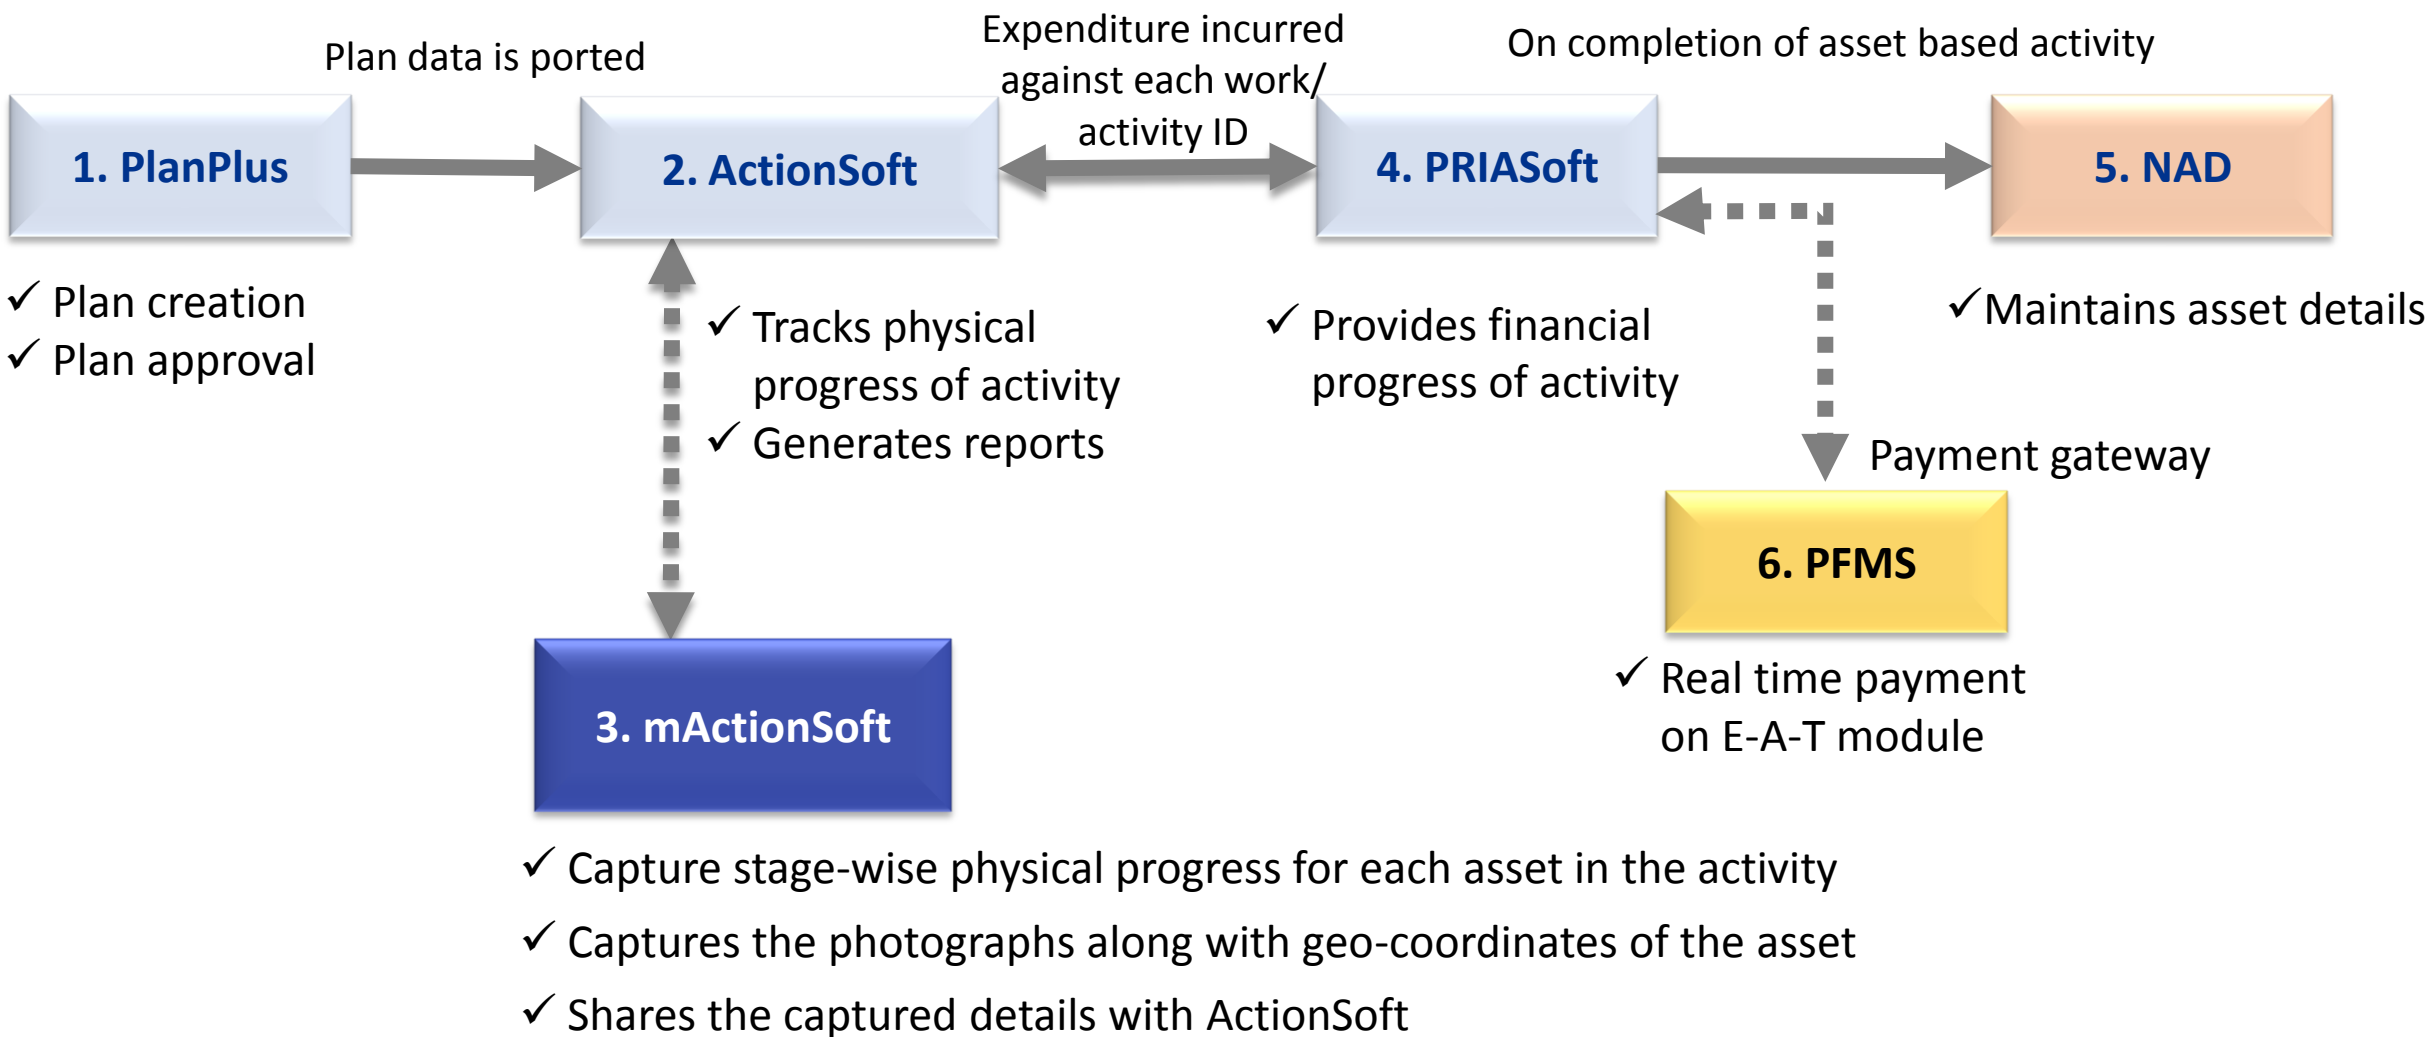 Plan data is ported
Expenditure incurred
against each work/
activity ID
On completion of asset based activity
1. PlanPlus
2. ActionSoft
4. PRIASoft
5. NAD
✓ Plan creation
✓ Plan approval
✓ Tracks physical
progress of activity
✓ Generates reports
✓ Provides financial
progress of activity
✓ Maintains asset details
Payment gateway
6. PFMS
✓ Real time payment
on E-A-T module
3. mActionSoft
✓ Capture stage-wise physical progress for each asset in the activity
✓ Captures the photographs along with geo-coordinates of the asset
✓ Shares the captured details with ActionSoft